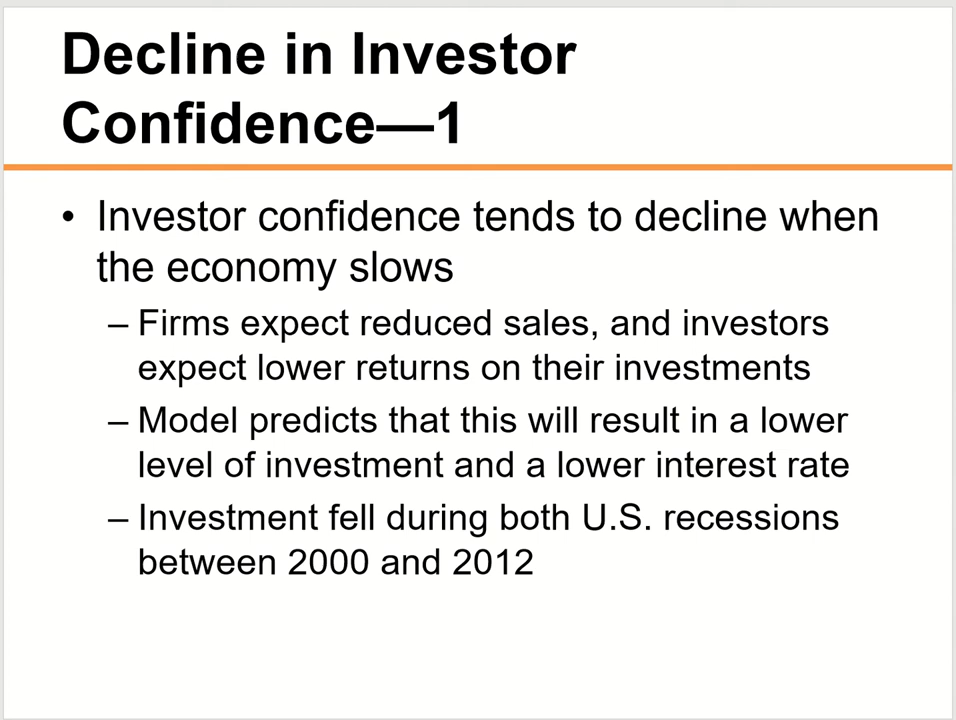 Decline in Investor
Confidence—1
• Investor confidence tends to decline when
the economy slows
– Firms expect reduced sales, and investors
expect lower returns on their investments
– Model predicts that this will result in a lower
level of investment and a lower interest rate
– Investment fell during both U.S. recessions
between 2000 and 2012